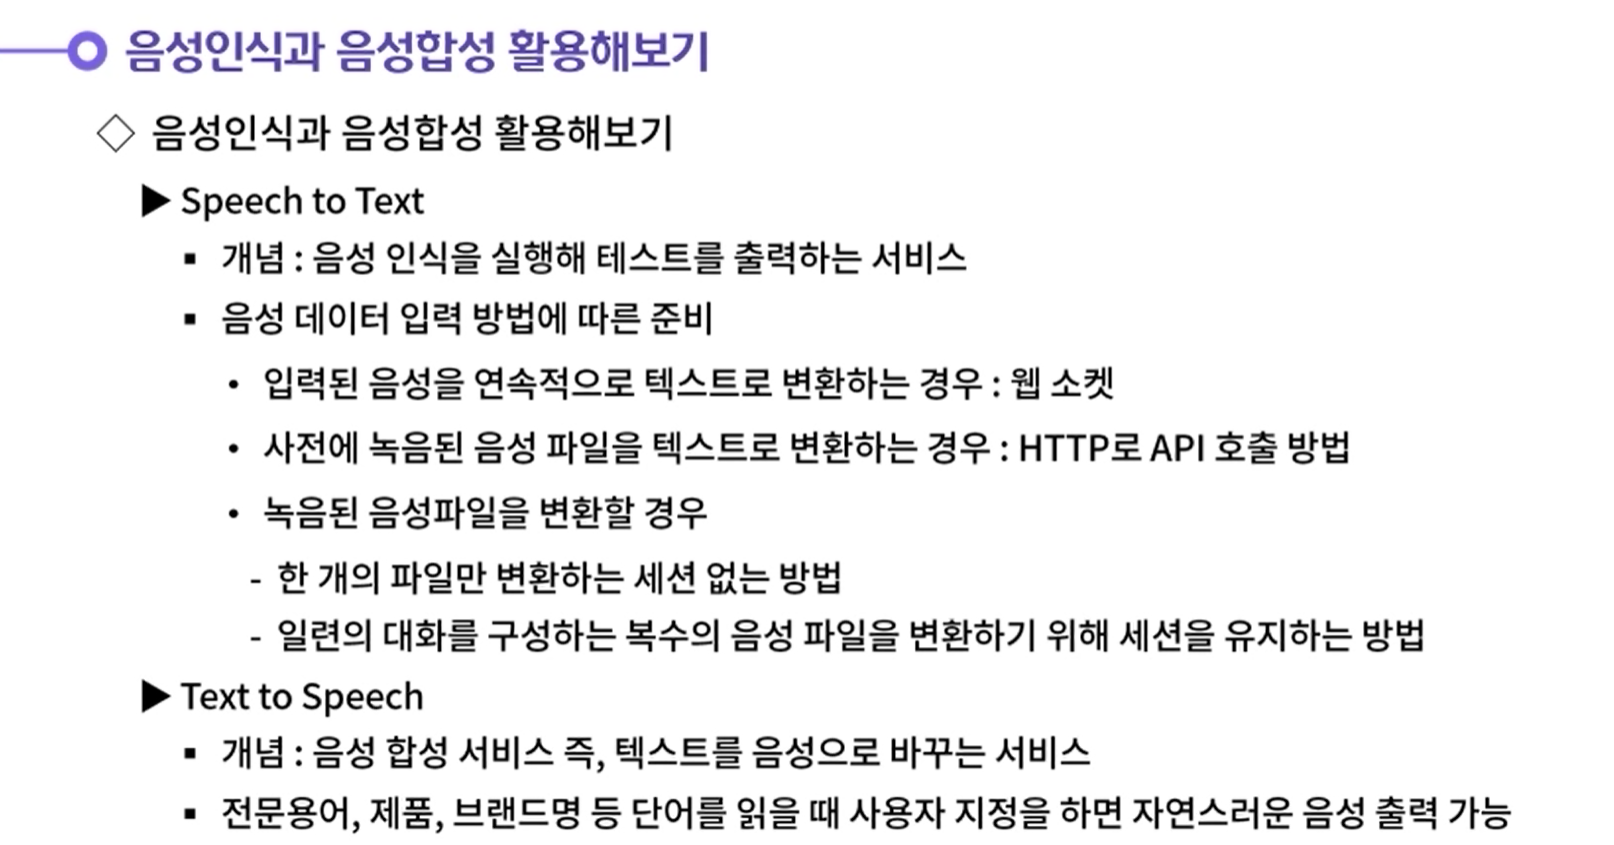 음성인식과 음성합성 활용해보기
◇ 음성인식과 음성합성 활용해보기
▶ Speech to Text
▪ 개념 : 음성 인식을 실행해 테스트를 출력하는 서비스
▪ 음성 데이터 입력 방법에 따른 준비
• 입력된 음성을 연속적으로 텍스트로 변환하는 경우 : 웹 소켓
• 사전에 녹음된 음성 파일을 텍스트로 변환하는 경우 : HTTP로 API 호출 방법
• 녹음된 음성파일을 변환할 경우
- 한 개의 파일만 변환하는 세션 없는 방법
- 일련의 대화를 구성하는 복수의 음성 파일을 변환하기 위해 세션을 유지하는 방법
▶ Text to Speech
▪ 개념 : 음성 합성 서비스 즉, 텍스트를 음성으로 바꾸는 서비스
▪ 전문용어, 제품, 브랜드명 등 단어를 읽을 때 사용자 지정을 하면 자연스러운 음성 출력 가능